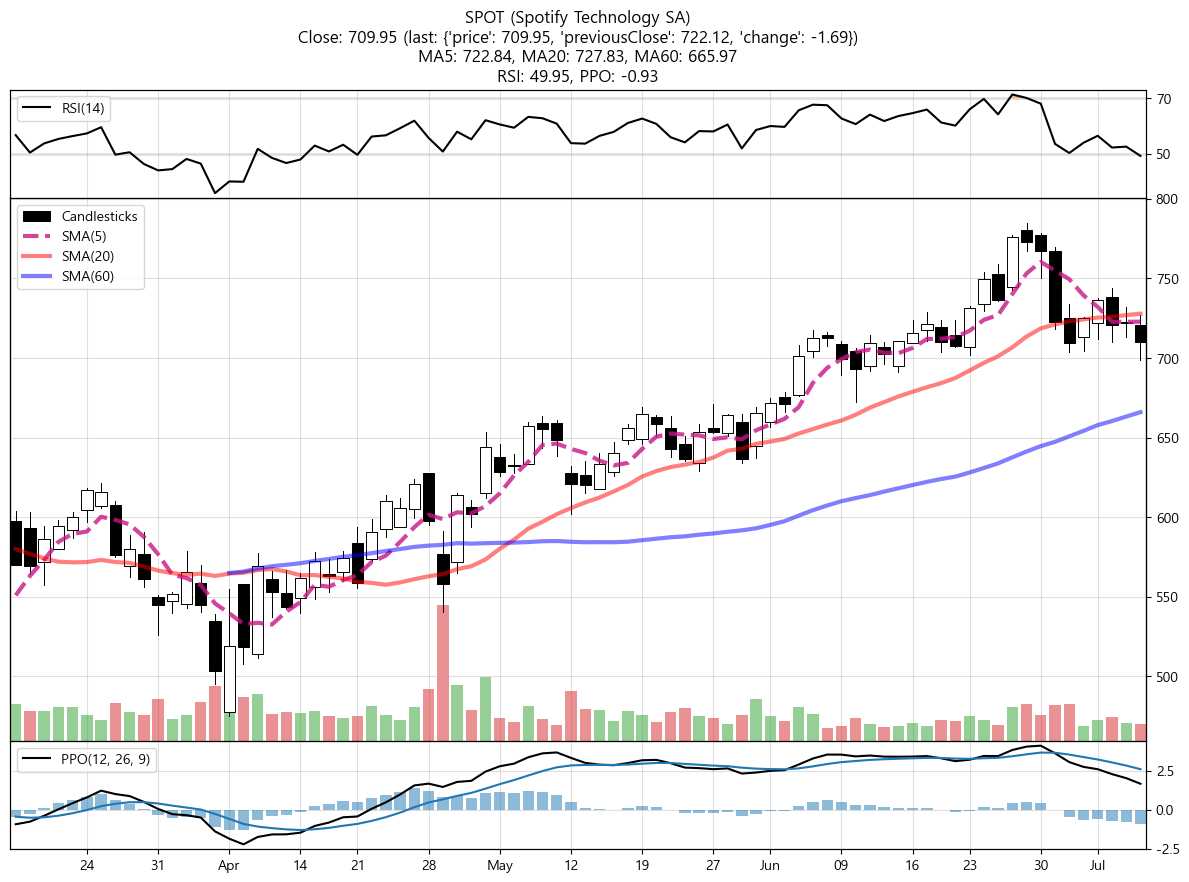 SPOT (Spotify Technology SA)
Close: 709.95 (last: {'price': 709.95, 'previousClose': 722.12, 'change': -1.69})
MA5: 722.84, MA20: 727.83, MA60: 665.97
RSI: 49.95, PPO: -0.93
RSI(14)
70
50
Candlesticks
SMA(5)
SMA(20)
SMA(60)
800
750
700
650
600
550
500
PPO(12, 26, 9)
2.5
0.0
-2.5
24 31 Apr 14 21 28 May 12 19 27 Jun 09 16 23 30 Jul